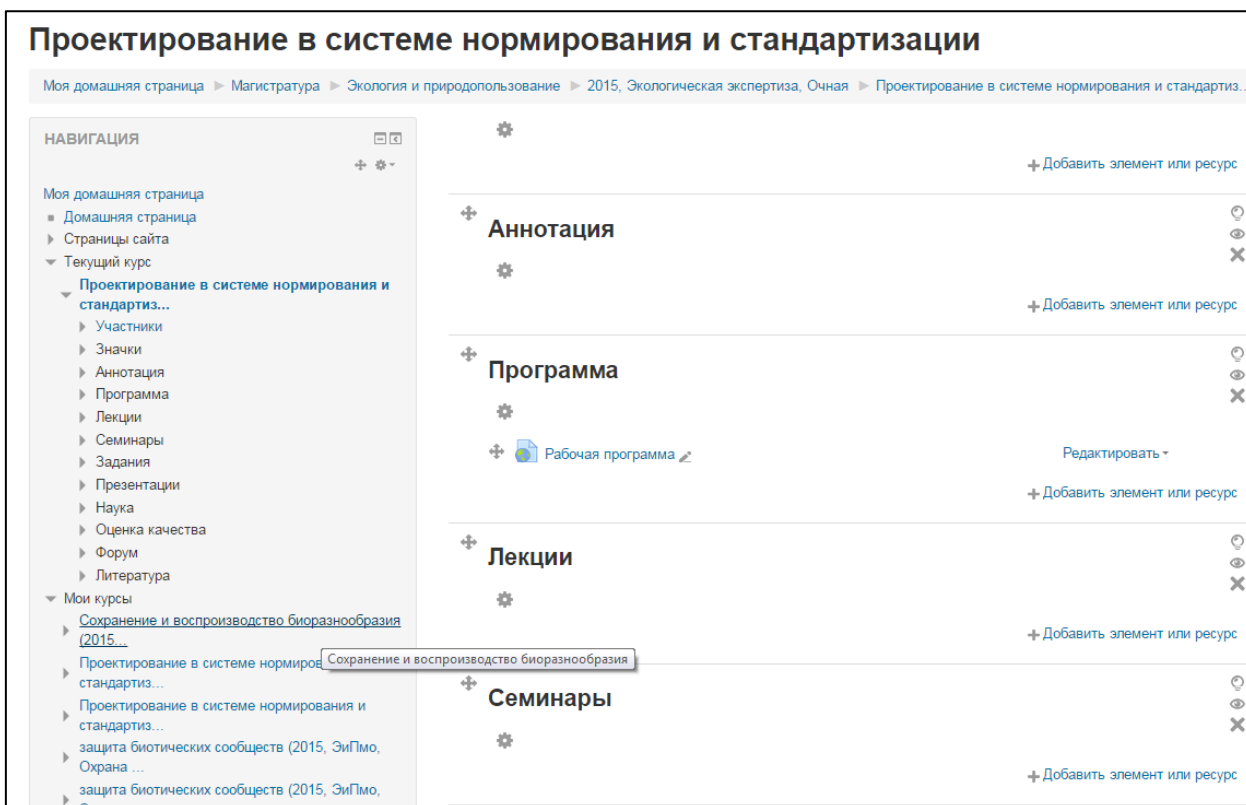 Проектирование в системе нормирования и стандартизации
Моя домашняя страница Магистратура Экология и природопользование 2015, Экологическая экспертиза, Очная Проектирование в системе нормирования и стандартиз...
НАВИГАЦИЯ
Моя домашняя страница
Домашняя страница
Страницы сайта
Текущий курс
Проектирование в системе нормирования и
стандартиз...
Участники
Значки
Аннотация
Программа
Лекции
Семинары
Задания
Презентации
Наука
Оценка качества
Форум
Литература
Мои курсы
Сохранение и воспроизводство биоразнообразия
(2015...
Проектирование в системе нормиров
стандартиз...
Сохранение и воспроизводство биоразнообразия
Проектирование в системе нормирования и
стандартиз...
защита биотических сообществ (2015, ЭиПмо,
Охрана ...
защита биотических сообществ (2015, ЭиПмо,
Добавить элемент или ресурс
Аннотация
Добавить элемент или ресурс
Программа
Рабочая программа
Редактировать
Добавить элемент или ресурс
Лекции
Добавить элемент или ресурс
Семинары
Добавить элемент или ресурс